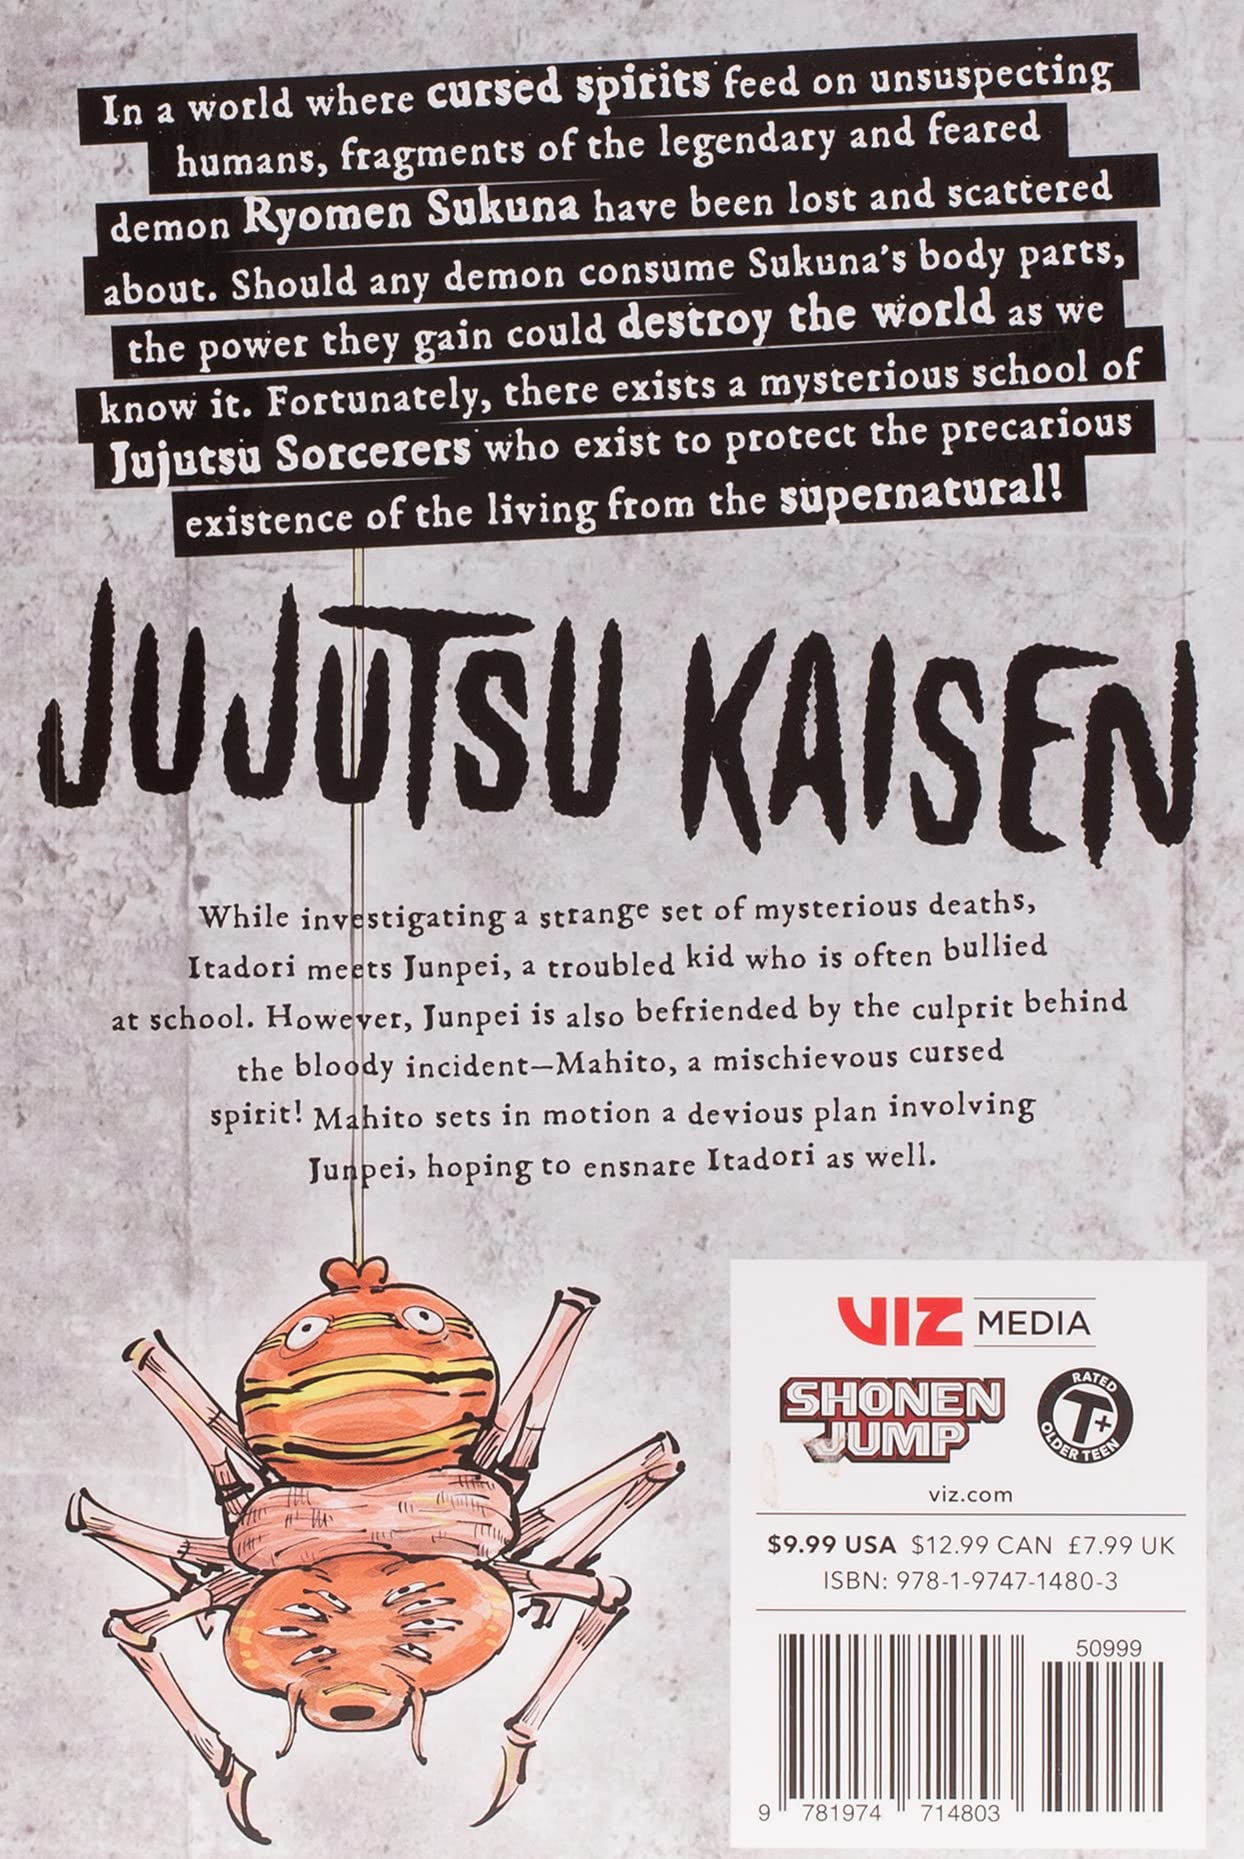 In a world where cursed spirits feed on unsuspecting
humans, fragments of the legendary and feared
demon Ryomen Sukuna have been lost and scattered
about. Should any demon consume Sukuna's body parts,
the power they gain could destroy the world as we
know it. Fortunately, there exists a mysterious school of
Jujutsu Sorcerers who exist to protect the precarious
existence of the living from the supernatural!
JUJUTSU KAISEN
While investigating a strange set of mysterious deaths,
Itadori meets Junpei, a troubled kid who is often bullied
at school. However, Junpei is also befriended by the culprit behind
the bloody incident—Mahito, a mischievous cursed
spirit! Mahito sets in motion a devious plan involving
Junpei, hoping to ensnare Itadori as well.
VIZ MEDIA
SHONEN
JUMP
RATED
T+
OLDER TEEN
viz.com
$9.99 USA $12.99 CAN £7.99 UK
ISBN: 978-1-9747-1480-3
50999
9 781974 714803